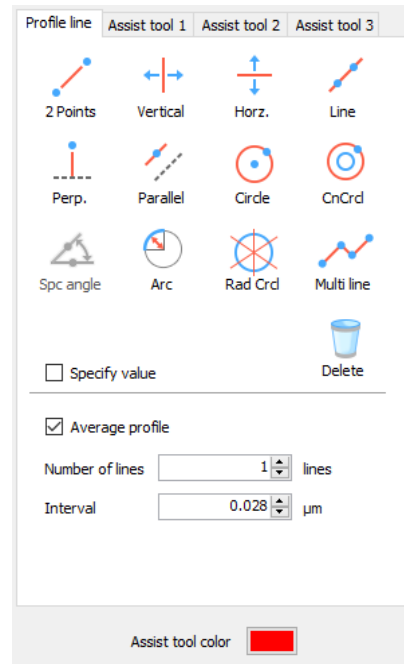 Profile line Assist tool 1 Assist tool 2 Assist tool 3
2 Points Vertical Horz. Line
Perp. Parallel Circle CnCrcl
Spc angle Arc Rad Crcl Multi line
Delete
Specify value
Average profile
Number of lines 1 lines
Interval 0.028 µm
Assist tool color